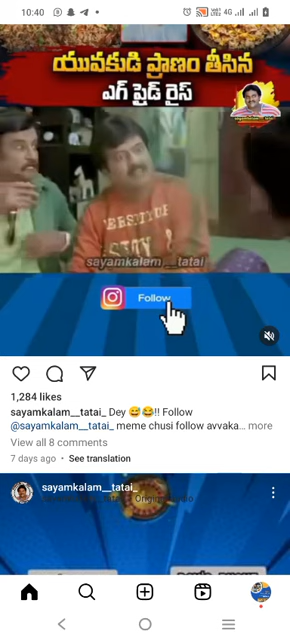 10:40
4G
యువకుడి ప్రాణం తీసిన
ఎగ్ ఫ్రైడ్ రైస్
sayamkalam__tatai
Follow
1,284 likes
sayamkalam__tatai_ Dey 😅😂!! Follow
@sayamkalam__tatai_ meme chusi follow avvaka... more
View all 8 comments
7 days ago • See translation
sayamkalam__tatai_